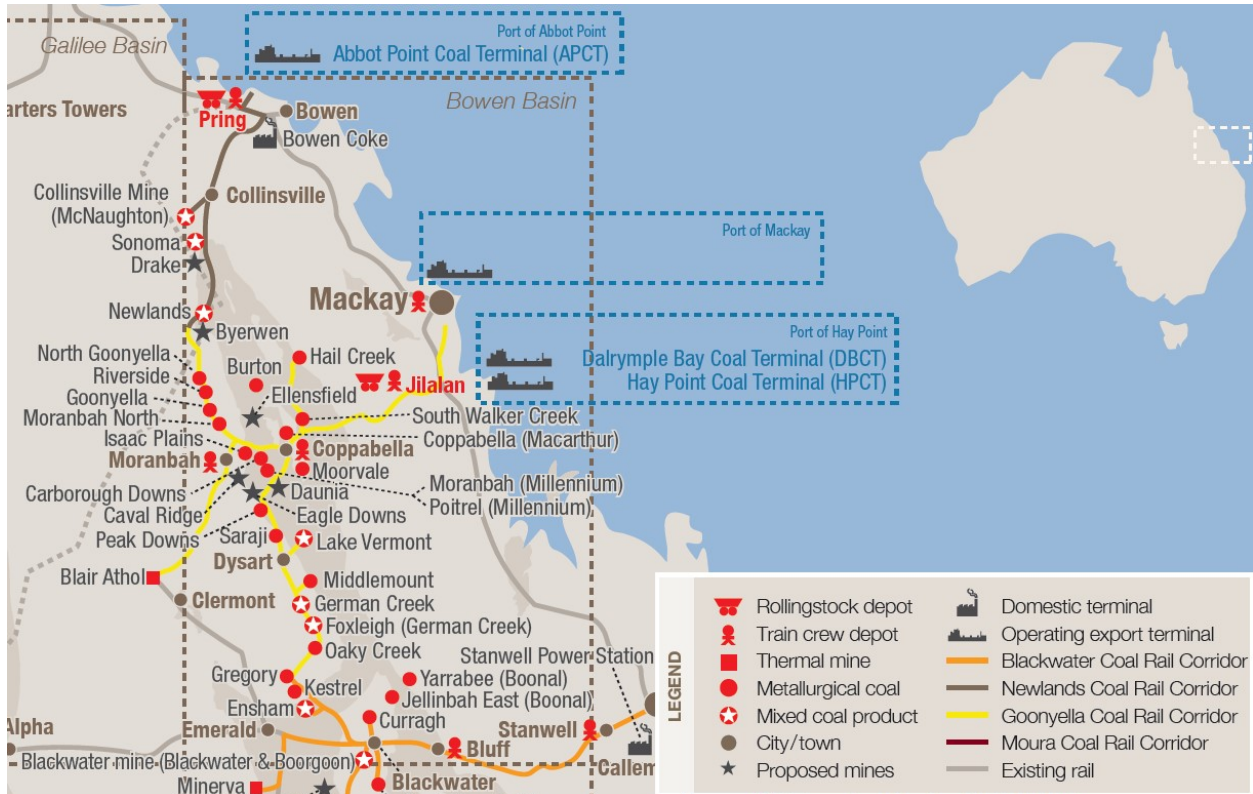 Galilee Basin
Port of Abbot Point
Abbot Point Coal Terminal (APCT)
Bowen Basin
arters Towers
Pring
Bowen
Bowen Coke
Collinsville Mine
(McNaughton)
Collinsville
Sonoma
Drake
Port of Mackay
Newlands
Mackay
Byerwen
Port of Hay Point
Dalrymple Bay Coal Terminal (DBCT)
Hay Point Coal Terminal (HPCT)
North Goonyella
Riverside
Goonyella
Moranbah North
Isaac Plains
Moranbah
Burton
Hail Creek
Ellensfield
Jilalan
South Walker Creek
Coppabella (Macarthur)
Coppabella
Moorvale
Moranbah (Millennium)
Poitrel (Millennium)
Carborough Downs
Caval Ridge
Peak Downs
Daunia
Eagle Downs
Saraji
Lake Vermont
Dysart
Blair Athol
Clermont
Middlemount
German Creek
Foxleigh (German Creek)
Oaky Creek
Stanwell Power Station
Gregory
Kestrel
Ensham
Yarrabee (Boonal)
Jellinbah East (Boonal)
Curragh
Alpha
Emerald
Stanwell
Bluff
Blackwater mine (Blackwater & Boorgoon)
Blackwater
Callem
Minerva
LEGEND
Rollingstock depot
Train crew depot
Thermal mine
Metallurgical coal
Mixed coal product
City/town
Proposed mines
Domestic terminal
Operating export terminal
Blackwater Coal Rail Corridor
Newlands Coal Rail Corridor
Goonyella Coal Rail Corridor
Moura Coal Rail Corridor
Existing rail